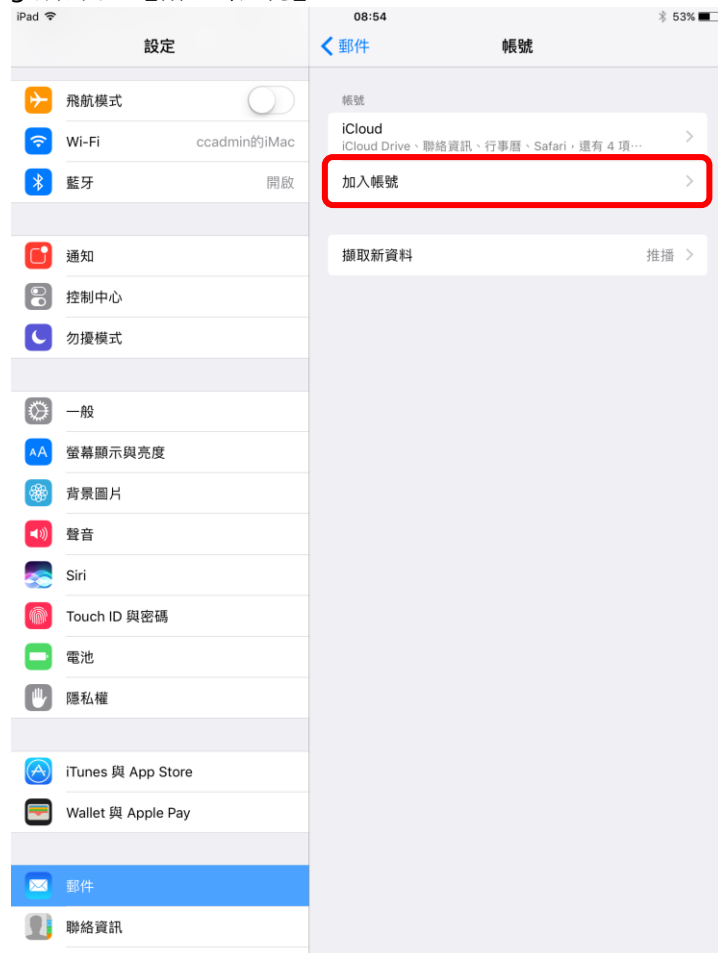 iPad
08:54
53%
設定
郵件
帳號
飛航模式
Wi-Fi
ccadmin的iMac
藍牙
開啟
通知
控制中心
勿擾模式
一般
AA
螢幕顯示與亮度
背景圖片
聲音
Siri
Touch ID 與密碼
電池
隱私權
iTunes 與 App Store
Wallet 與 Apple Pay
郵件
聯絡資訊
帳號
iCloud
iCloud Drive、聯絡資訊、行事曆、Safari，還有 4 項⋯
加入帳號
擷取新資料
推播